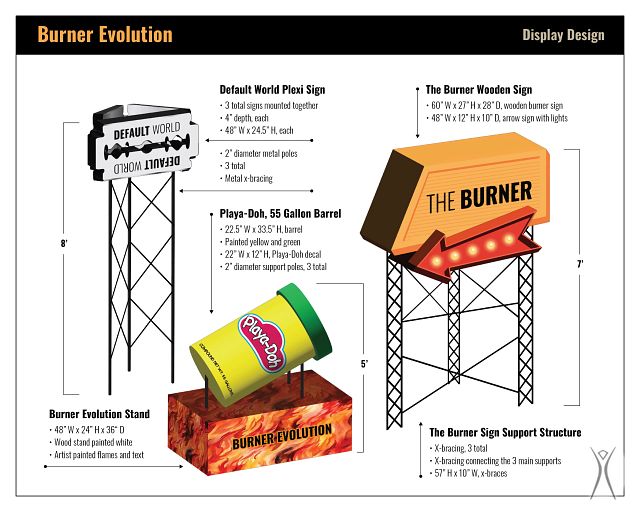 Burner Evolution
Display Design
Default World Plexi Sign
• 3 total signs mounted together
• 4" depth, each
• 48" W x 24.5" H, each
• 2" diameter metal poles
• 3 total
• Metal x-bracing
The Burner Wooden Sign
• 60" W x 27" H x 28" D, wooden burner sign
• 48" W x 12" H x 10" D, arrow sign with lights
DEFAULT WORLD
DEFAULT WORLD
8'
Playa-Doh, 55 Gallon Barrel
• 22.5" W x 33.5" H, barrel
• Painted yellow and green
• 22" W x 12" H, Playa-Doh decal
• 2" diameter support poles, 3 total
THE BURNER
7'
Playa-Doh
5'
BURNER EVOLUTION
Burner Evolution Stand
• 48" W x 24" H x 36" D
• Wood stand painted white
• Artist painted flames and text
The Burner Sign Support Structure
• X-bracing, 3 total
• X-bracing connecting the 3 main supports
• 57" H x 10" W, x-braces